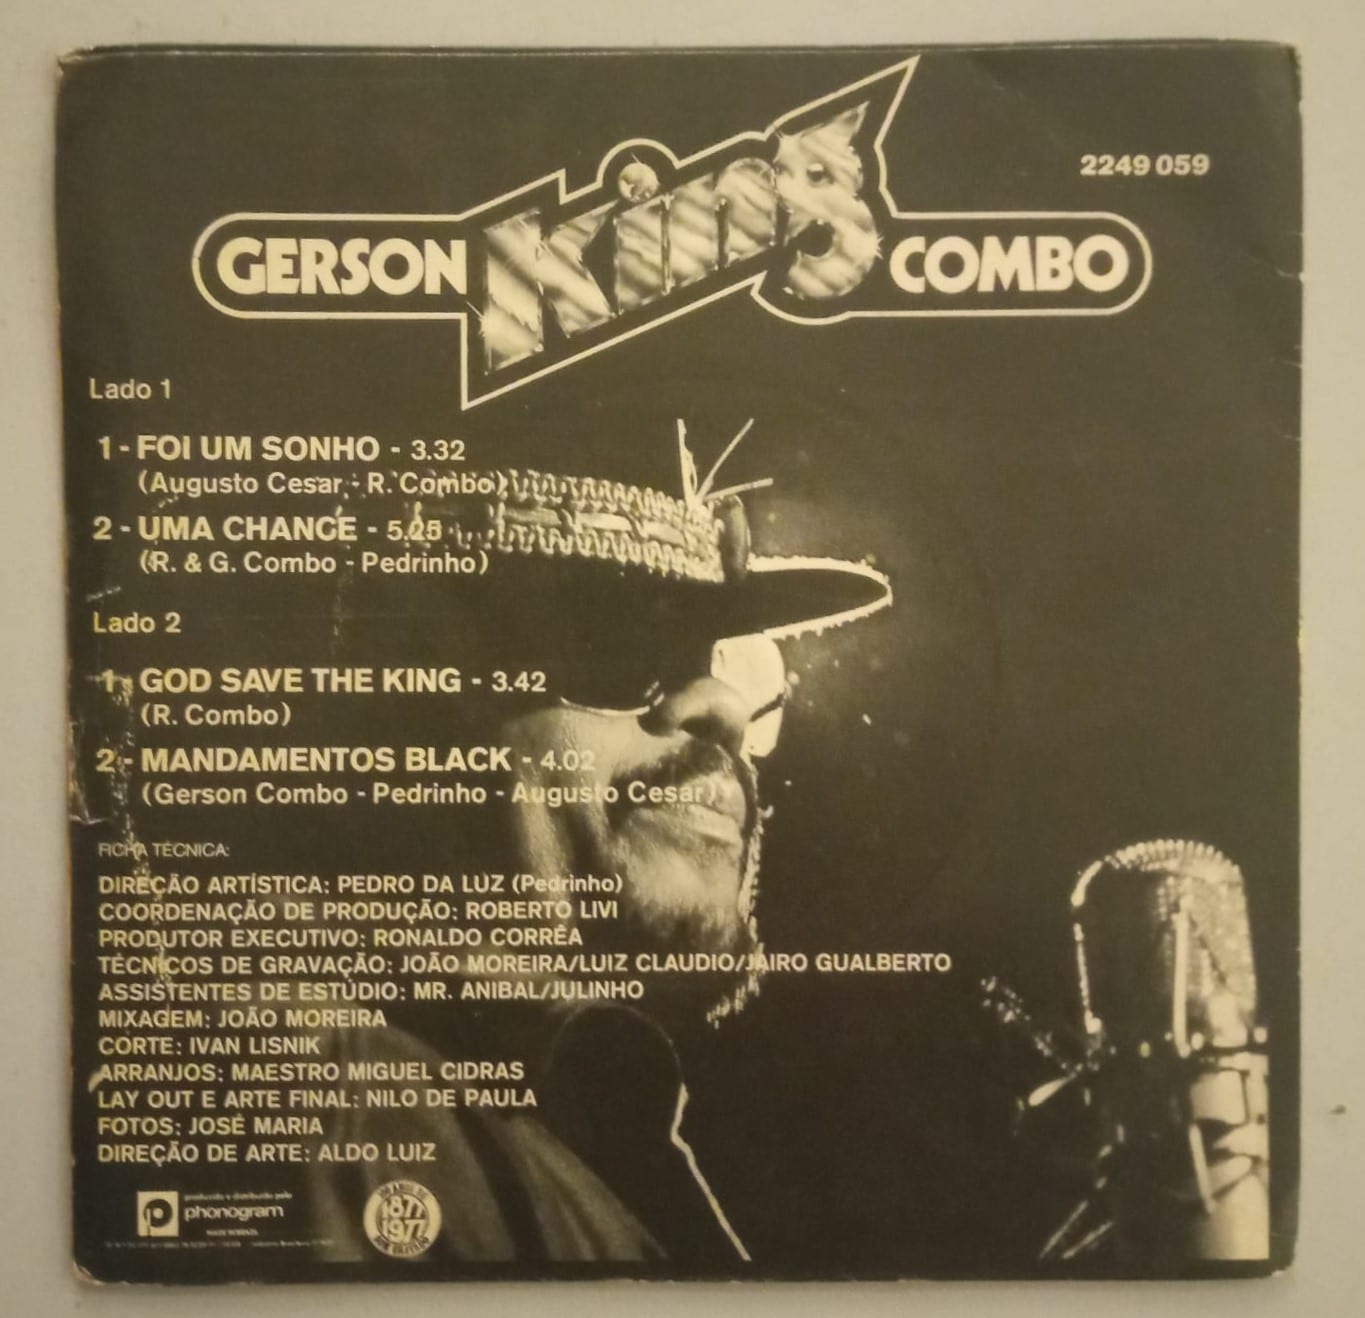 2249 059
GERSON KING COMBO
Lado 1
1 - FOI UM SONHO - 3.32
(Augusto Cesar - R. Combo)
2 - UMA CHANCE - 5.25
(R. & G. Combo - Pedrinho)
Lado 2
1 - GOD SAVE THE KING - 3.42
(R. Combo)
2 - MANDAMENTOS BLACK - 4.02
(Gerson Combo - Pedrinho - Augusto Cesar)
FICHA TÉCNICA:
DIREÇÃO ARTÍSTICA: PEDRO DA LUZ (Pedrinho)
COORDENAÇÃO DE PRODUÇÃO: ROBERTO LIVI
PRODUTOR EXECUTIVO: RONALDO CORRÊA
TÉCNICOS DE GRAVAÇÃO: JOÃO MOREIRA/LUIZ CLAUDIO/JAIRO GUALBERTO
ASSISTENTES DE ESTÚDIO: MR. ANIBAL/JULINHO
MIXAGEM: JOÃO MOREIRA
CORTE: IVAN LISNIK
ARRANJOS: MAESTRO MIGUEL CIDRAS
LAY OUT E ARTE FINAL: NILO DE PAULA
FOTOS: JOSÉ MARIA
DIREÇÃO DE ARTE: ALDO LUIZ
produzido e distribuído pela
phonogram
1877
1977